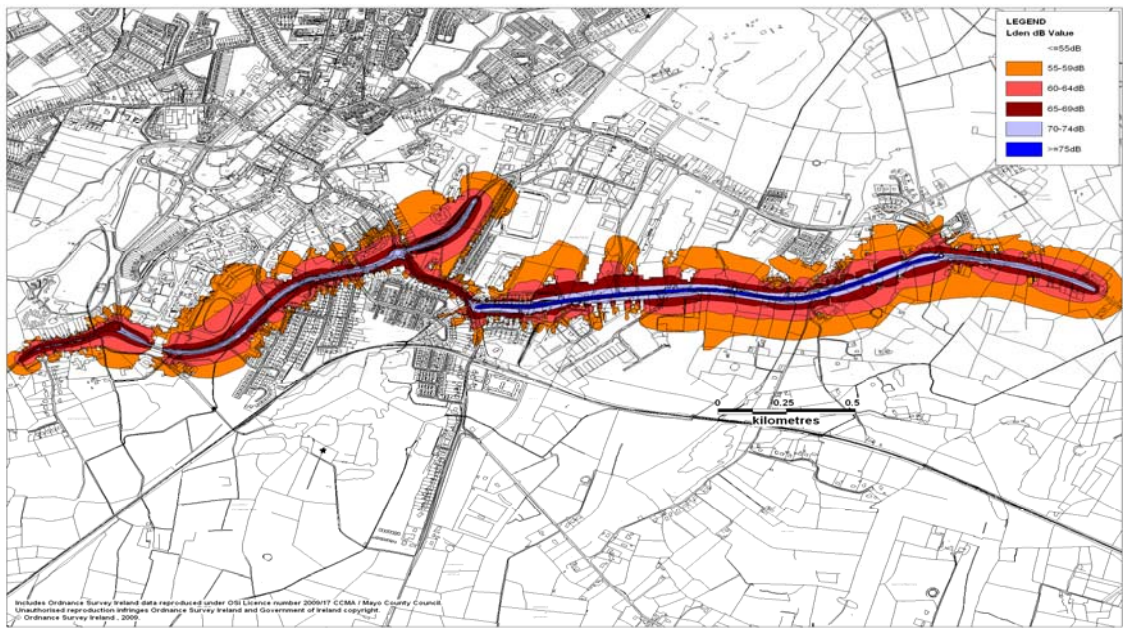 LEGEND
Lden dB Value
<=55dB
55-59dB
60-64dB
65-69dB
70-74dB
>=75dB
0 0.25 0.5
kilometres
Includes Ordnance Survey Ireland data reproduced under OSi Licence number 2009/17 CCMA / Mayo County Council.
Unauthorised reproduction infringes Ordnance Survey Ireland and Government of Ireland copyright.
© Ordnance Survey Ireland , 2009.